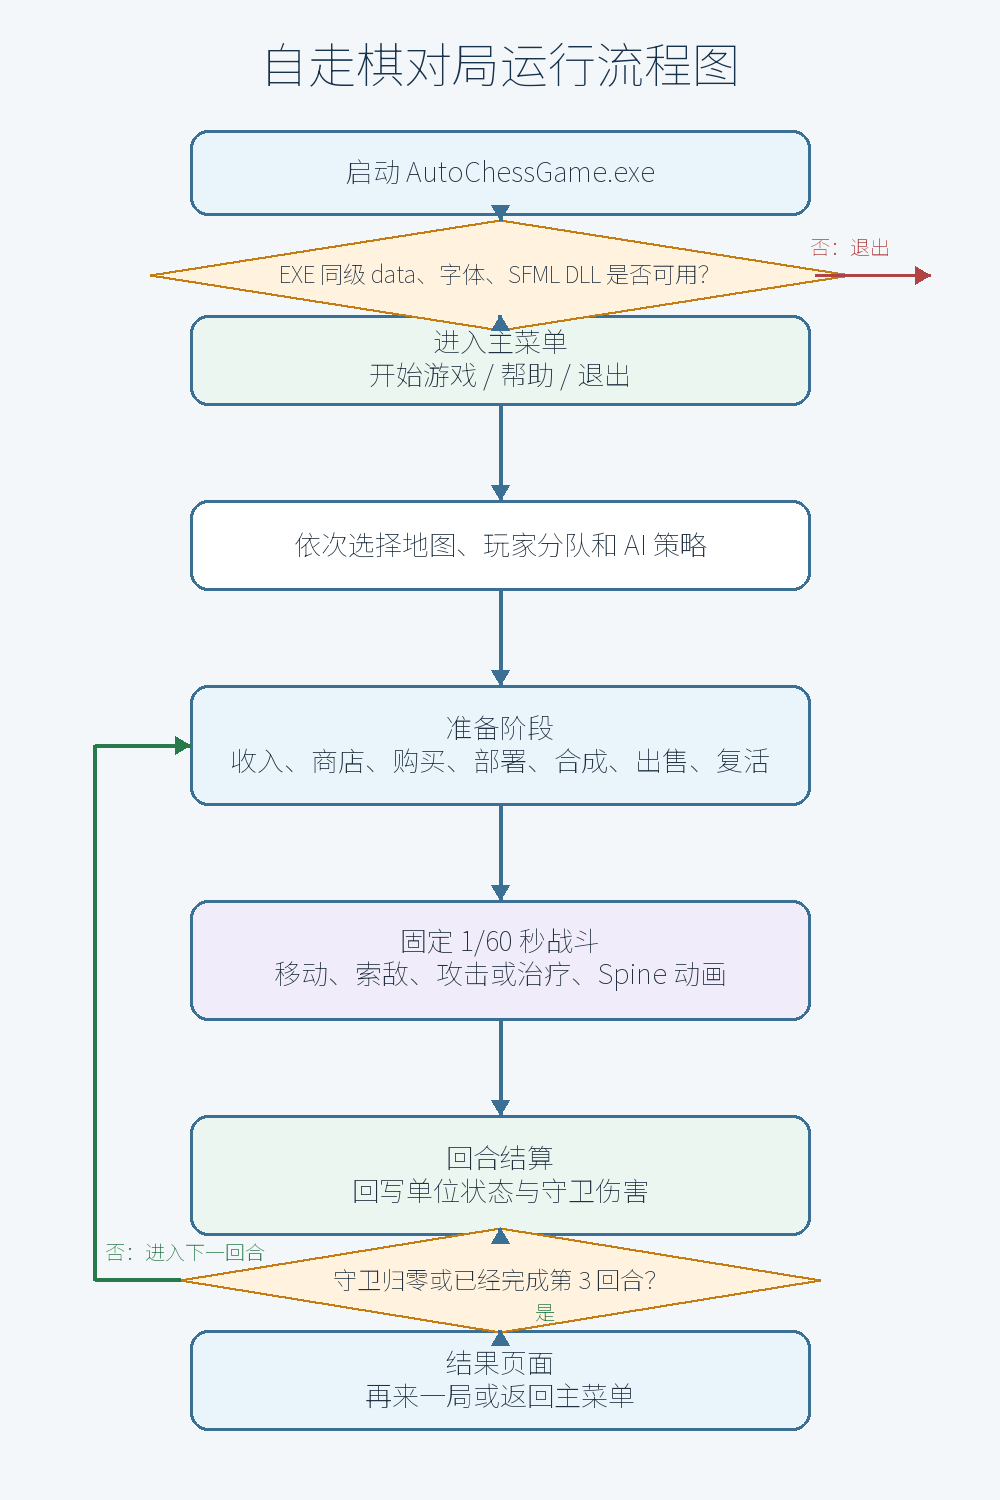 自走棋对局运行流程图
启动 AutoChessGame.exe
否：退出
EXE 同级 data、字体、SFML DLL 是否可用？
进入主菜单
开始游戏 / 帮助 / 退出
依次选择地图、玩家分队和 AI 策略
准备阶段
收入、商店、购买、部署、合成、出售、复活
固定 1/60 秒战斗
移动、索敌、攻击或治疗、Spine 动画
回合结算
回写单位状态与守卫伤害
否：进入下一回合
守卫归零或已经完成第 3 回合？
是
结果页面
再来一局或返回主菜单